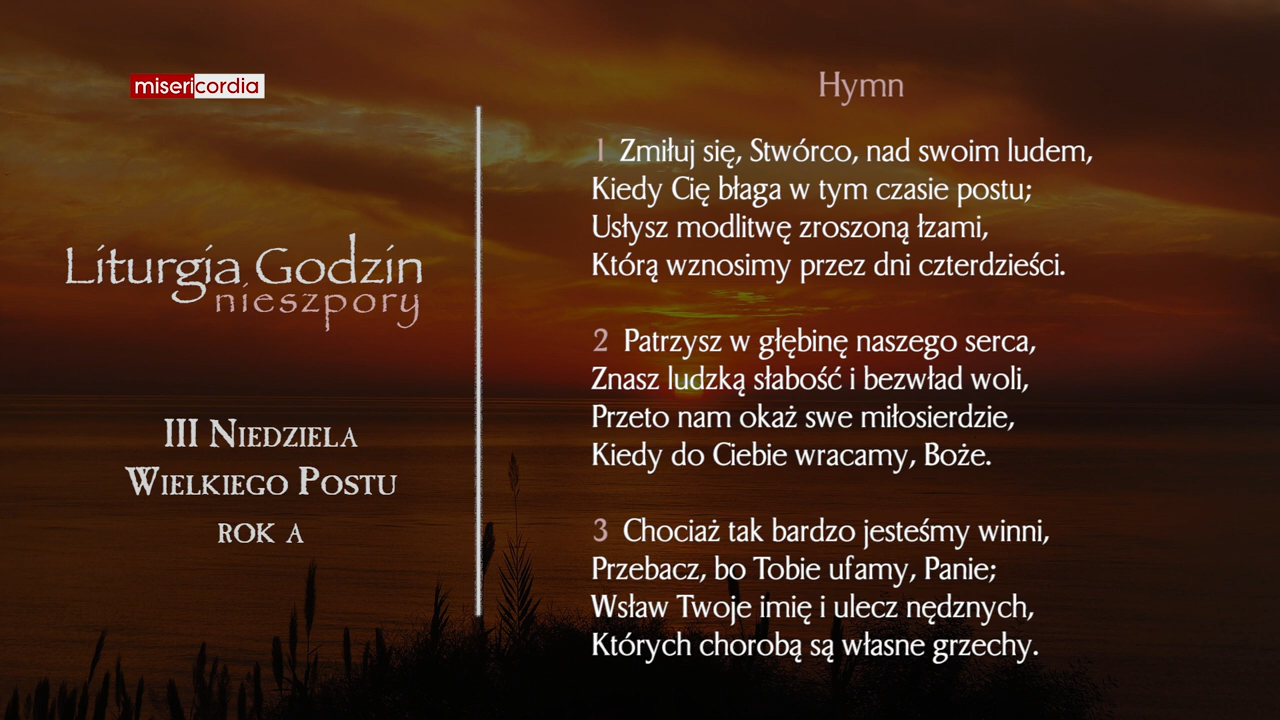 misericordia
Liturgia Godzin
nieszpory
III Niedziela
Wielkiego Postu
rok A
Hymn
1 Zmiłuj się, Stwórco, nad swoim ludem,
Kiedy Cię błaga w tym czasie postu;
Usłysz modlitwę zroszoną łzami,
Którą wznosimy przez dni czterdzieści.
2 Patrzysz w głębinę naszego serca,
Znasz ludzką słabość i bezwład woli,
Przeto nam okaż swe miłosierdzie,
Kiedy do Ciebie wracamy, Boże.
3 Chociaż tak bardzo jesteśmy winni,
Przebacz, bo Tobie ufamy, Panie;
Wsław Twoje imię i ulecz nędznych,
Których chorobą są własne grzechy.